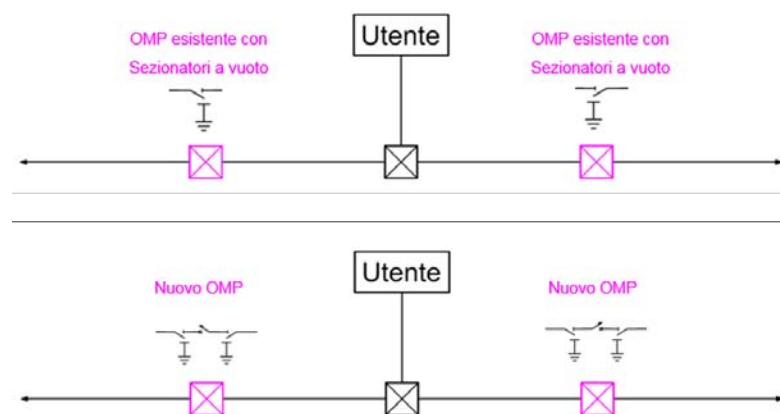 OMP esistente con
Sezionatori a vuoto
Utente
OMP esistente con
Sezionatori a vuoto
Nuovo OMP
Utente
Nuovo OMP